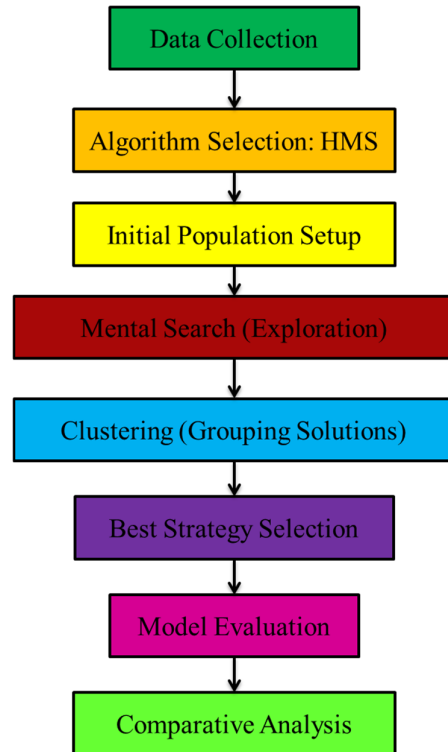 Data Collection
Algorithm Selection: HMS
Initial Population Setup
Mental Search (Exploration)
Clustering (Grouping Solutions)
Best Strategy Selection
Model Evaluation
Comparative Analysis